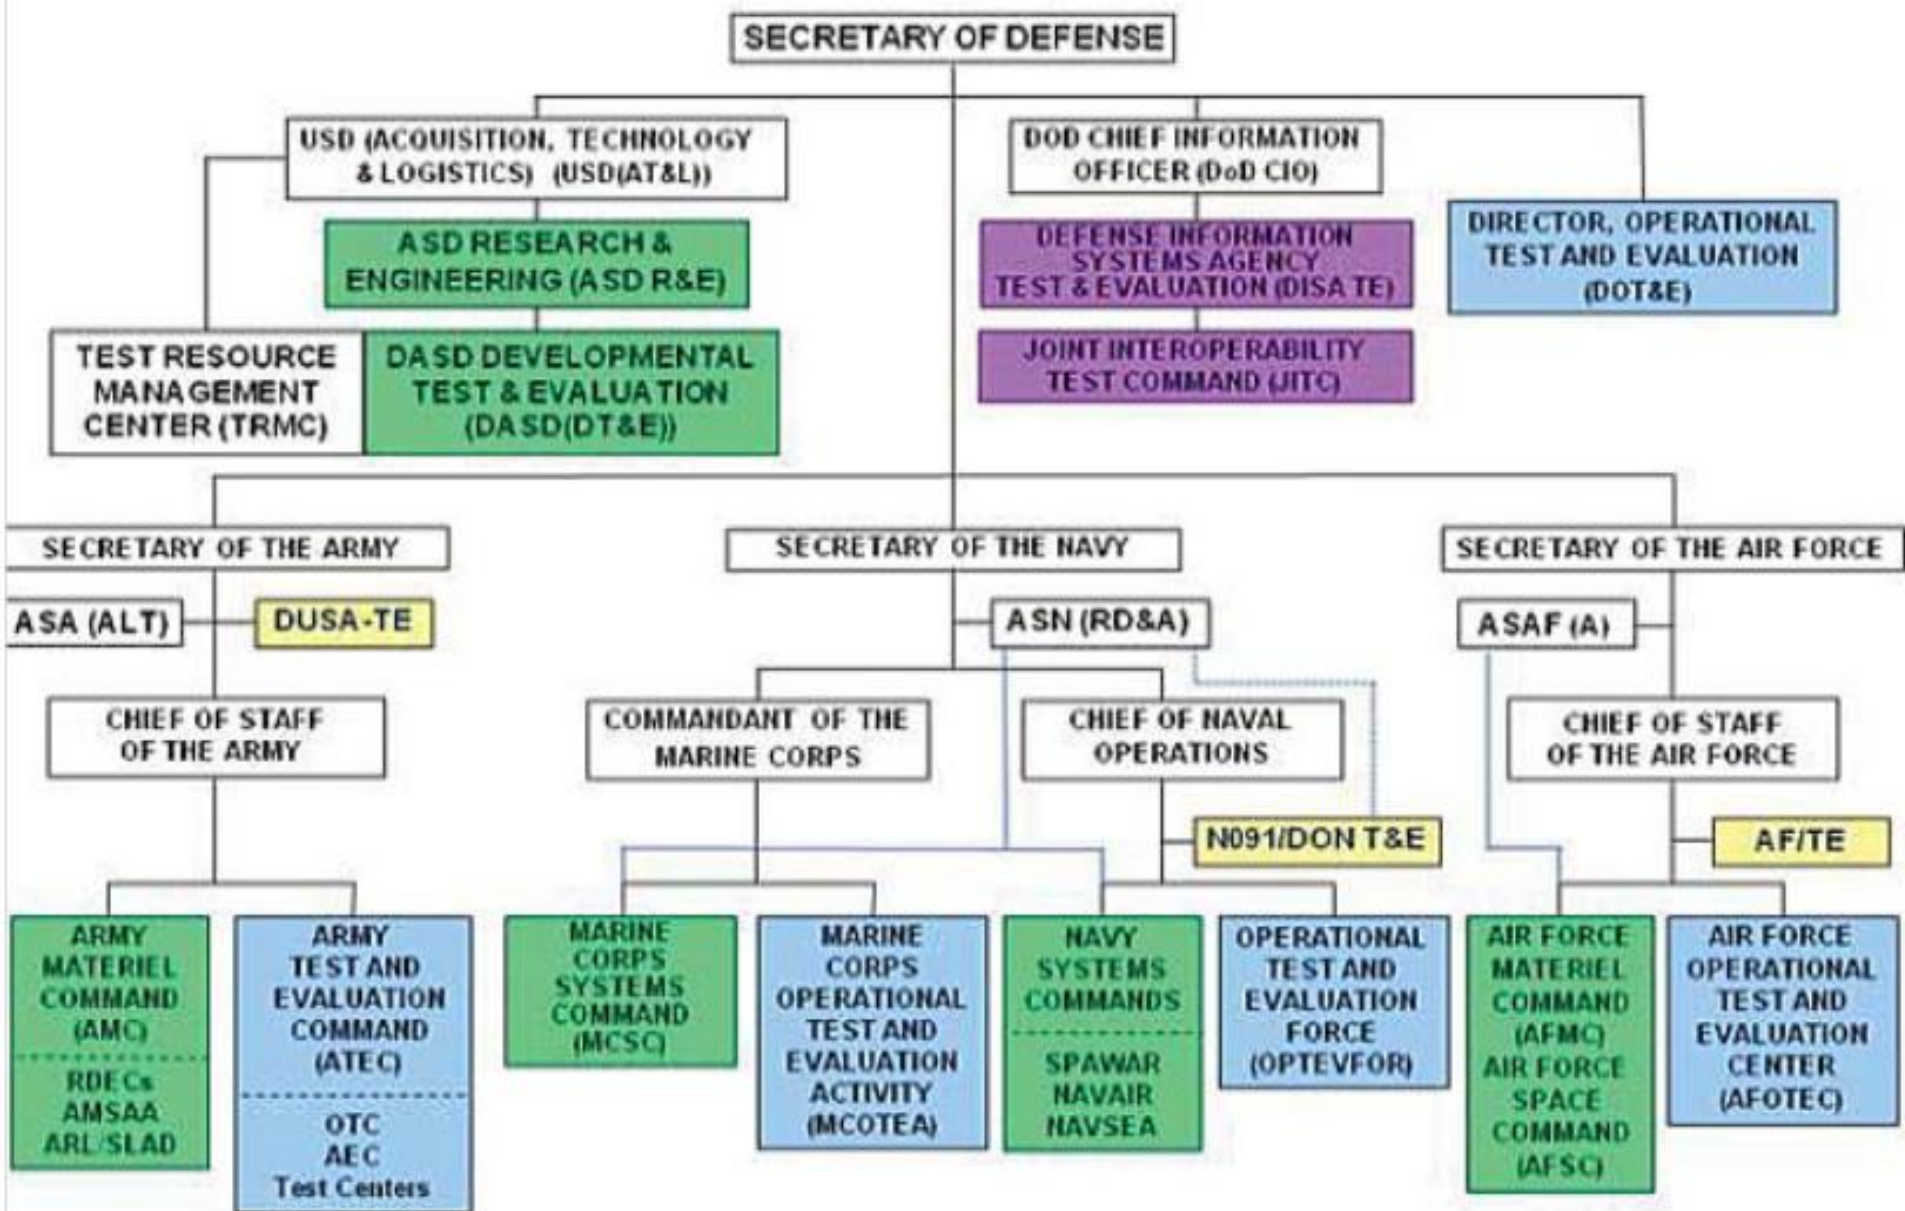 SECRETARY OF DEFENSE
USD (ACQUISITION, TECHNOLOGY
& LOGISTICS) (USD(AT&L))
DOD CHIEF INFORMATION
OFFICER (DoD CIO)
ASD RESEARCH &
ENGINEERING (ASD R&E)
DEFENSE INFORMATION
SYSTEMS AGENCY
TEST & EVALUATION (DISA TE)
DIRECTOR, OPERATIONAL
TEST AND EVALUATION
(DOT&E)
TEST RESOURCE
MANAGEMENT
CENTER (TRMC)
DASD DEVELOPMENTAL
TEST & EVALUATION
(DASD(DT&E))
JOINT INTEROPERABILITY
TEST COMMAND (JITC)
SECRETARY OF THE ARMY
SECRETARY OF THE NAVY
SECRETARY OF THE AIR FORCE
ASA (ALT)
DUSA-TE
ASN (RD&A)
ASAF (A)
CHIEF OF STAFF
OF THE ARMY
COMMANDANT OF THE
MARINE CORPS
CHIEF OF NAVAL
OPERATIONS
CHIEF OF STAFF
OF THE AIR FORCE
N091/DON T&E
AF/TE
ARMY
MATERIEL
COMMAND
(AMC)
RDECs
AMSAA
ARL/SLAD
ARMY
TEST AND
EVALUATION
COMMAND
(ATEC)
OTC
AEC
Test Centers
MARINE
CORPS
SYSTEMS
COMMAND
(MCSC)
MARINE
CORPS
OPERATIONAL
TEST AND
EVALUATION
ACTIVITY
(MCOTEA)
NAVY
SYSTEMS
COMMANDS
SPAWAR
NAVAIR
NAVSEA
OPERATIONAL
TEST AND
EVALUATION
FORCE
(OPTEVFOR)
AIR FORCE
MATERIEL
COMMAND
(AFMC)
AIR FORCE
SPACE
COMMAND
(AFSC)
AIR FORCE
OPERATIONAL
TEST AND
EVALUATION
CENTER
(AFOTEC)